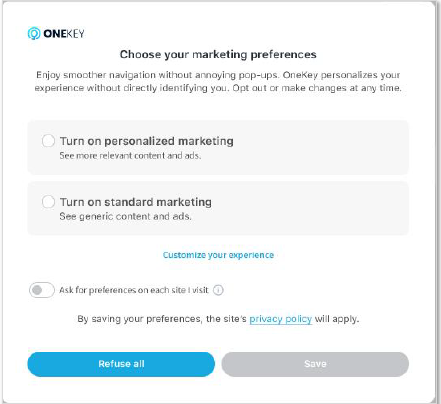 ONEKEY
Choose your marketing preferences
Enjoy smoother navigation without annoying pop-ups. OneKey personalizes your
experience without directly identifying you. Opt out or make changes at any time.
Turn on personalized marketing
See more relevant content and ads.
Turn on standard marketing
See generic content and ads.
Customize your experience
Ask for preferences on each site I visit
By saving your preferences, the site's privacy policy will apply.
Refuse all Save